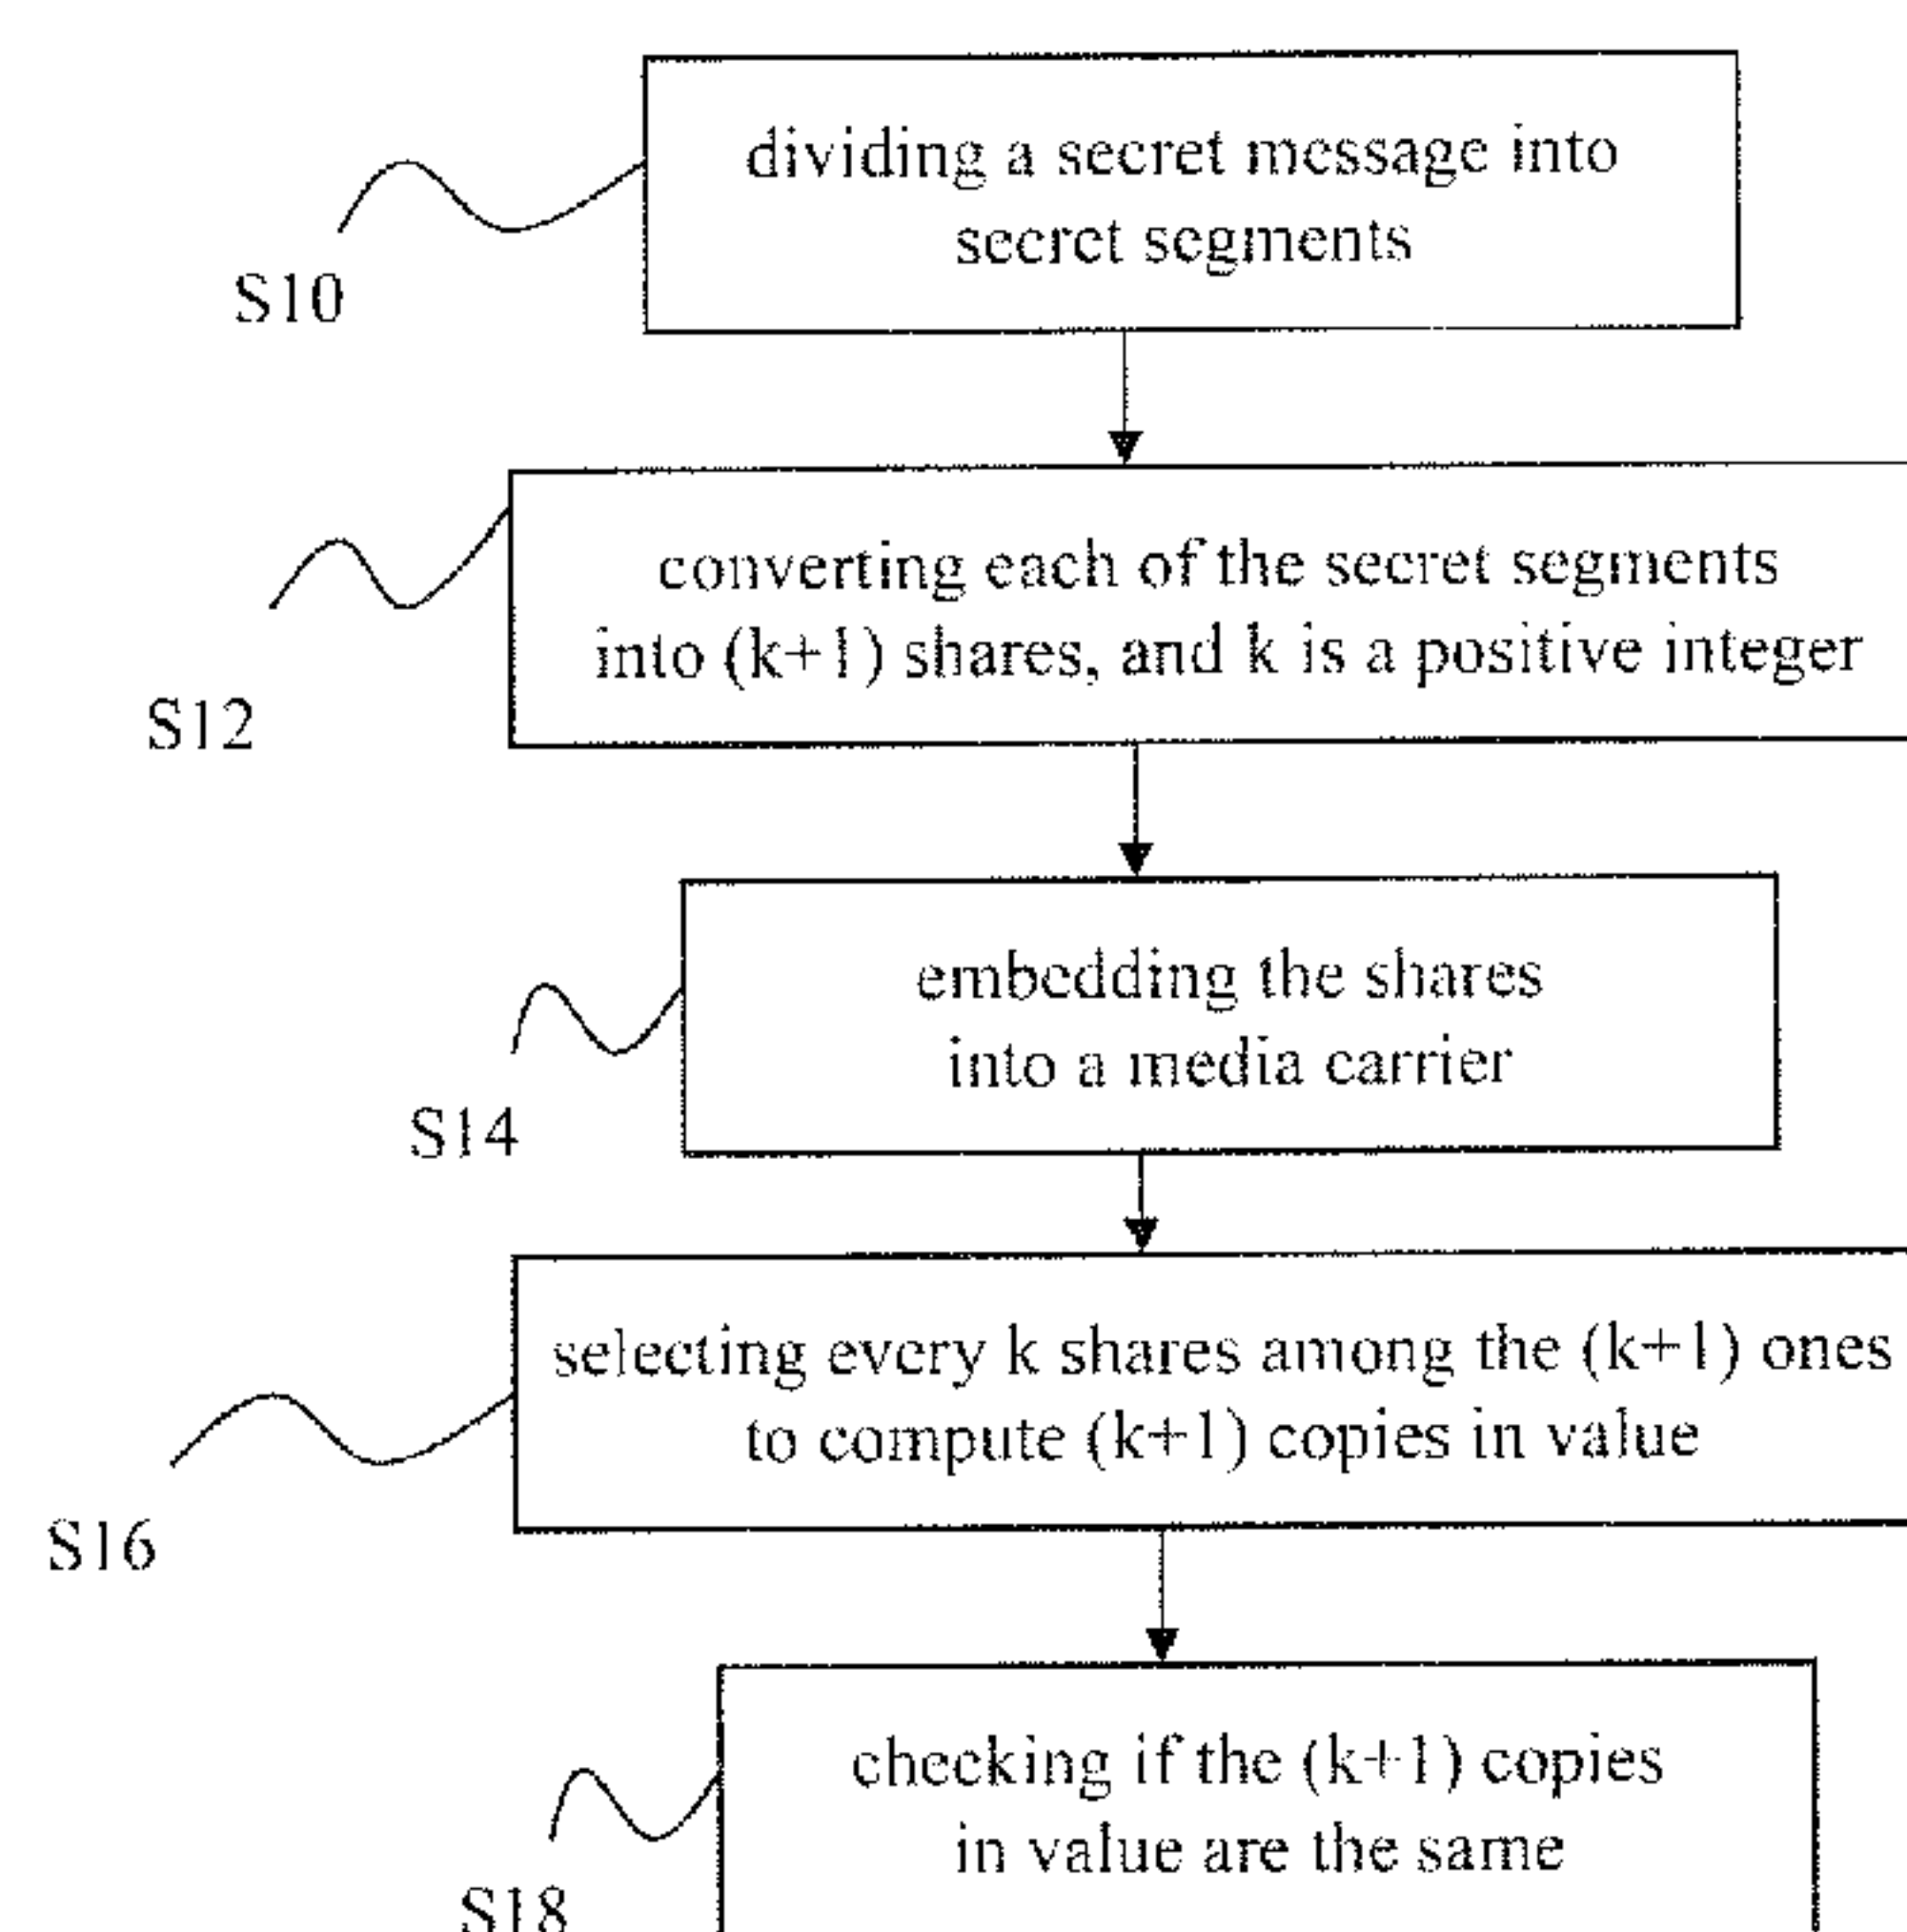 dividing a secret message into
secret segments
S10
converting each of the secret segments
into (k+1) shares, and k is a positive integer
S12
embedding the shares
into a media carrier
S14
selecting every k shares among the (k+1) ones
to compute (k+1) copies in value
S16
checking if the (k+1) copies
in value are the same
S18